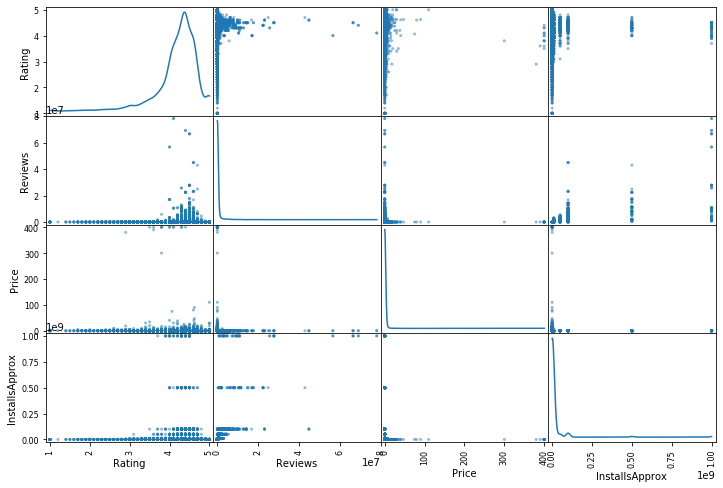 5
4
3
2
1
Rating
1e7
8
6
4
2
0
Reviews
400
300
200
100
0
Price
1e9
1.00
0.75
0.50
0.25
0.00
InstallsApprox
1 2 3 4 5
Rating
0 2 4 6 8
Reviews
1e7
0 100 200 300 400
Price
0.00 0.25 0.50 0.75 1.00
InstallsApprox
1e9